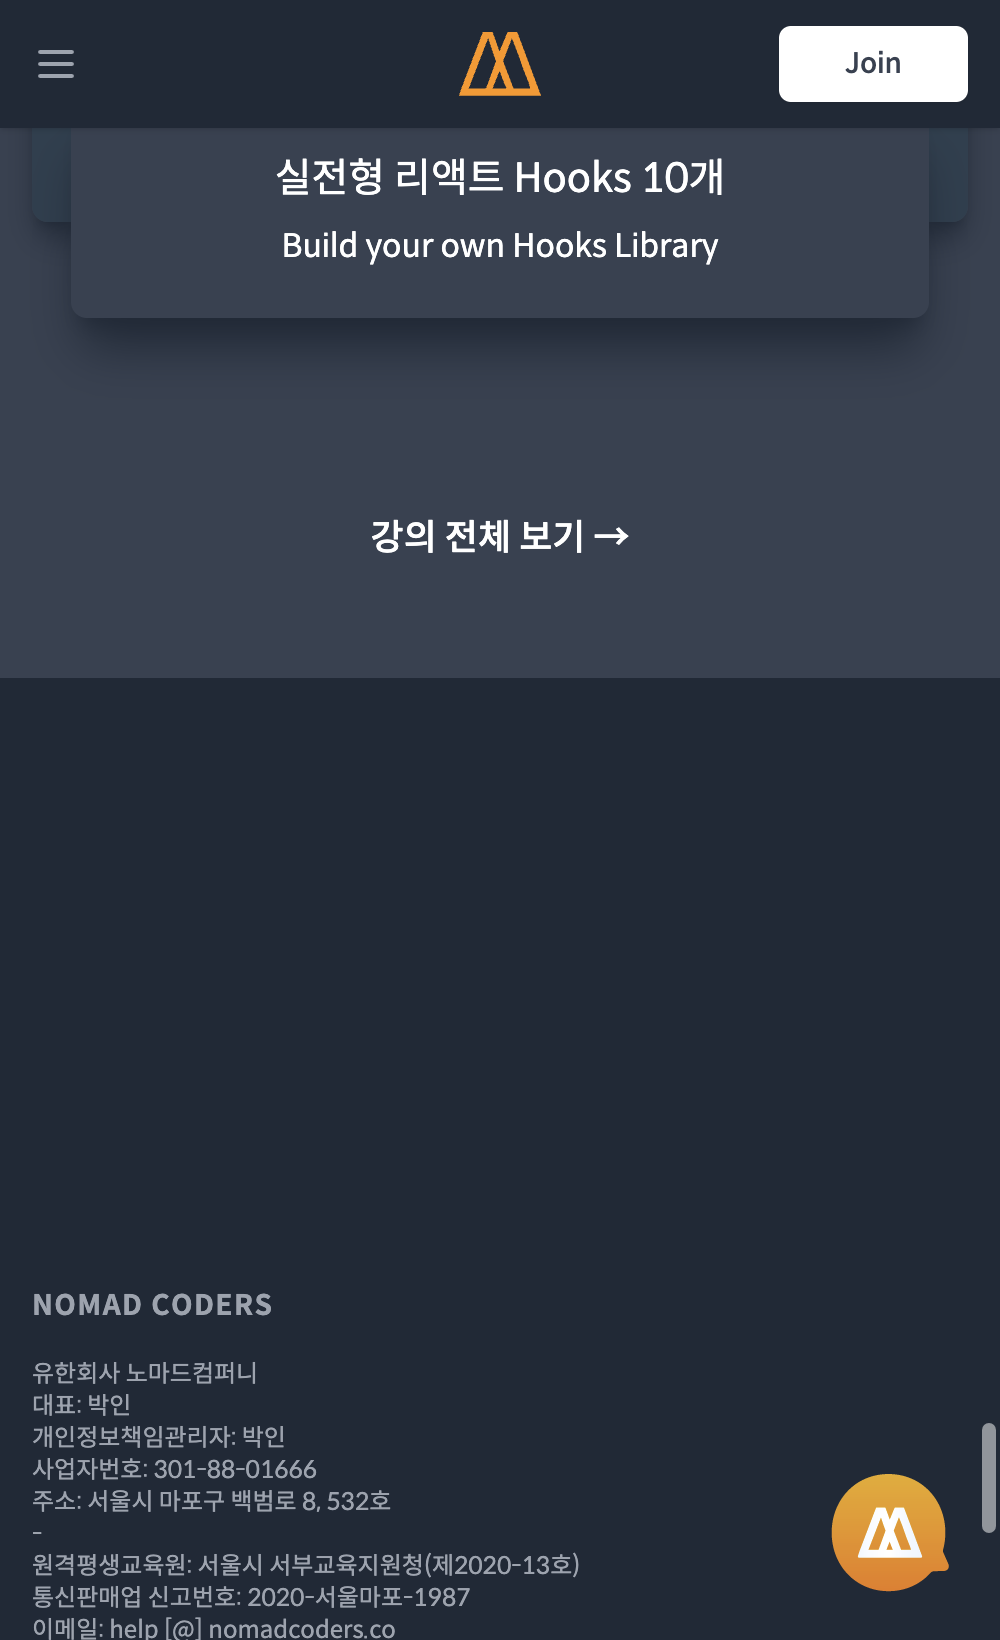 Join
실전형 리액트 Hooks 10개
Build your own Hooks Library
강의 전체 보기 →
NOMAD CODERS
유한회사 노마드컴퍼니
대표: 박인
개인정보책임관리자: 박인
사업자번호: 301-88-01666
주소: 서울시 마포구 백범로 8, 532호
-
원격평생교육원: 서울시 서부교육지원청(제2020-13호)
통신판매업 신고번호: 2020-서울마포-1987
이메일: help [@] nomadcoders.co